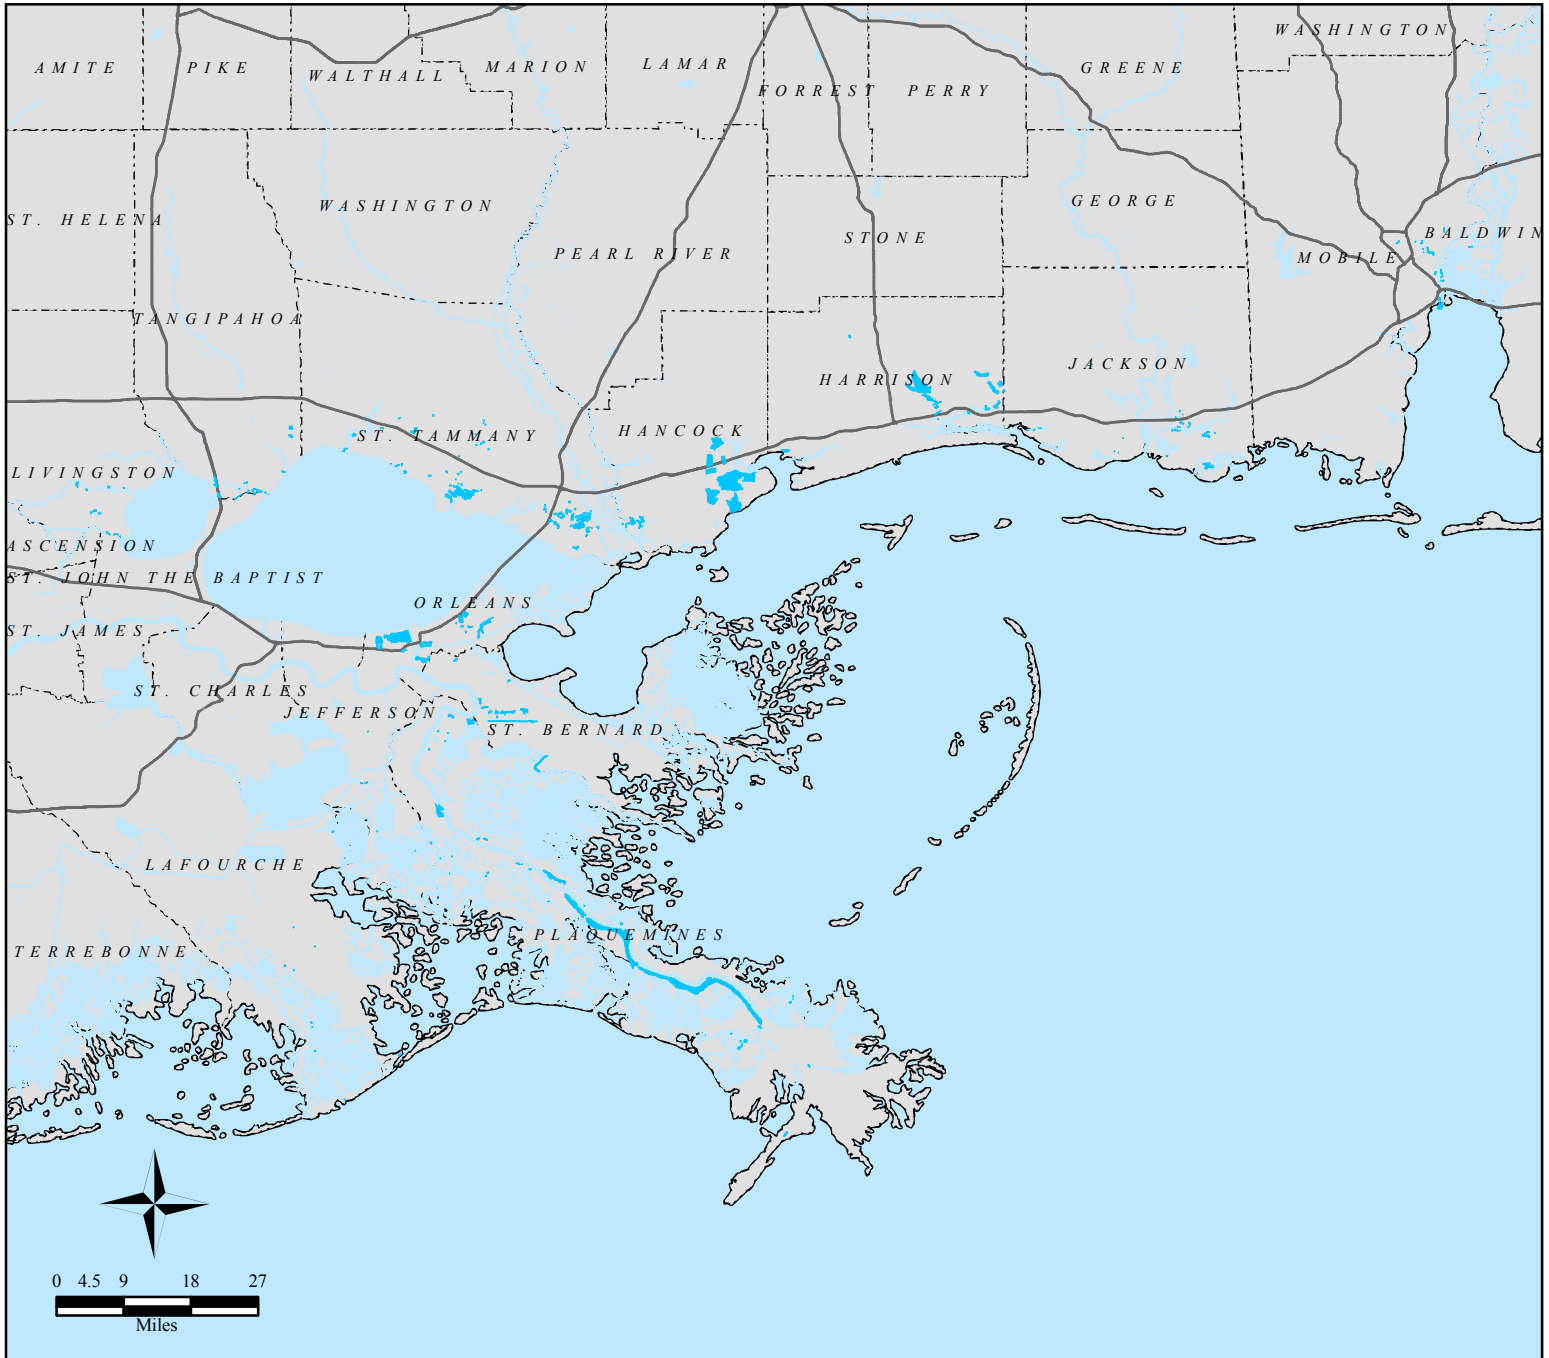 WASHINGTON
AMITE
PIKE
WALTHALL
MARION
LAMAR
GREENE
FORREST
PERRY
ST. HELENA
WASHINGTON
GEORGE
PEARL RIVER
STONE
BALDWIN
MOBILE
TANGIPAHOA
JACKSON
HARRISON
ST. TAMMANY
HANCOCK
LIVINGSTON
ASCENSION
ST. JOHN THE BAPTIST
ORLEANS
ST. JAMES
ST. CHARLES
JEFFERSON
ST. BERNARD
LAFOURCHE
PLAQUEMINES
TERREBONNE
0 4.5 9 18 27
Miles